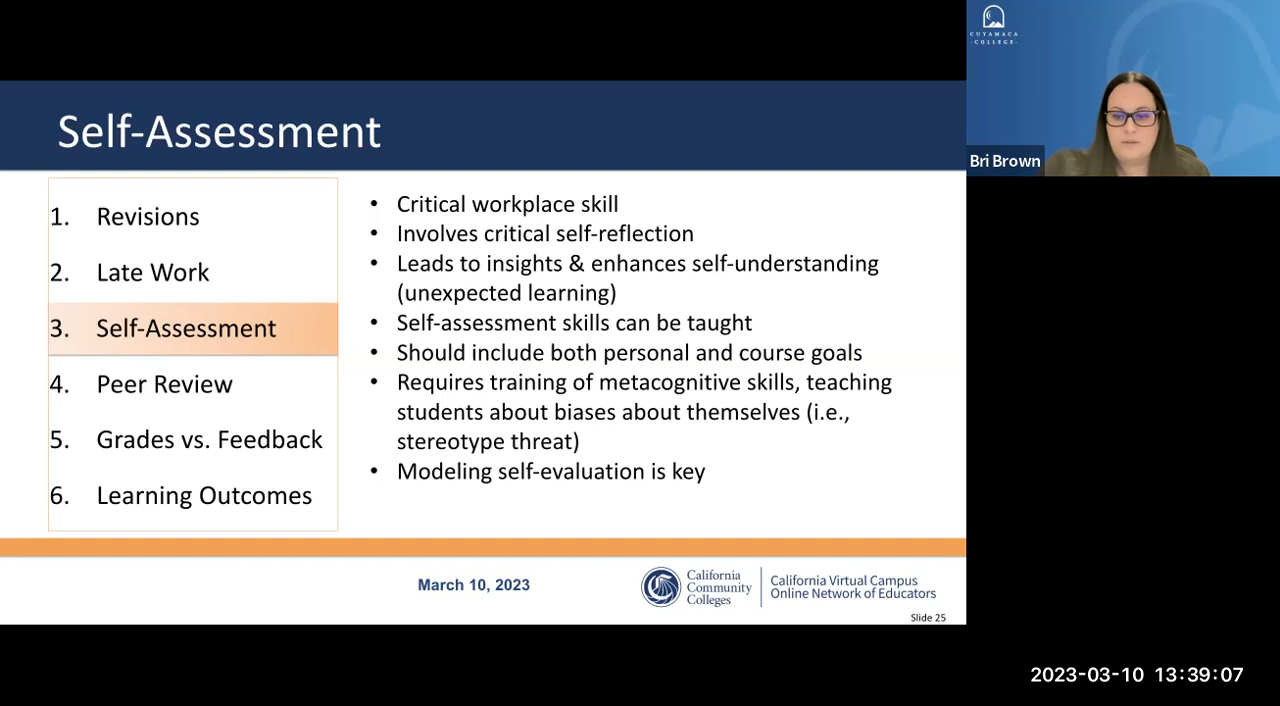 Self-Assessment
1. Revisions
2. Late Work
3. Self-Assessment
4. Peer Review
5. Grades vs. Feedback
6. Learning Outcomes
• Critical workplace skill
• Involves critical self-reflection
• Leads to insights & enhances self-understanding
(unexpected learning)
• Self-assessment skills can be taught
• Should include both personal and course goals
• Requires training of metacognitive skills, teaching
students about biases about themselves (i.e.,
stereotype threat)
• Modeling self-evaluation is key
March 10, 2023
California
Community
Colleges
California Virtual Campus
Online Network of Educators
Slide 25
CUYAMACA
-COLLEGE-
Bri Brown
2023-03-10 13:39:07